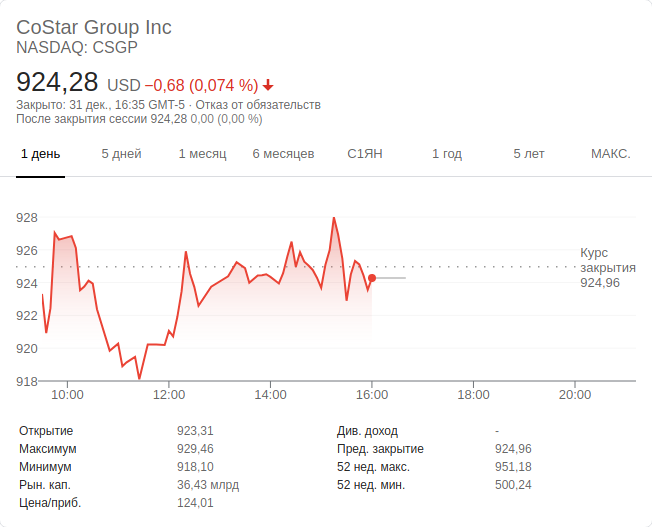 CoStar Group Inc
NASDAQ: CSGP
924,28 USD −0,68 (0,074 %)
Закрыто: 31 дек., 16:35 GMT-5 · Отказ от обязательств
После закрытия сессии 924,28 0,00 (0,00 %)
1 день 5 дней 1 месяц 6 месяцев С1ЯН 1 год 5 лет МАКС.
928
926
924
922
920
918
Курс
закрытия
924,96
10:00 12:00 14:00 16:00 18:00 20:00
Открытие 923,31 Див. доход -
Максимум 929,46 Пред. закрытие 924,96
Минимум 918,10 52 нед. макс. 951,18
Рын. кап. 36,43 млрд 52 нед. мин. 500,24
Цена/приб. 124,01